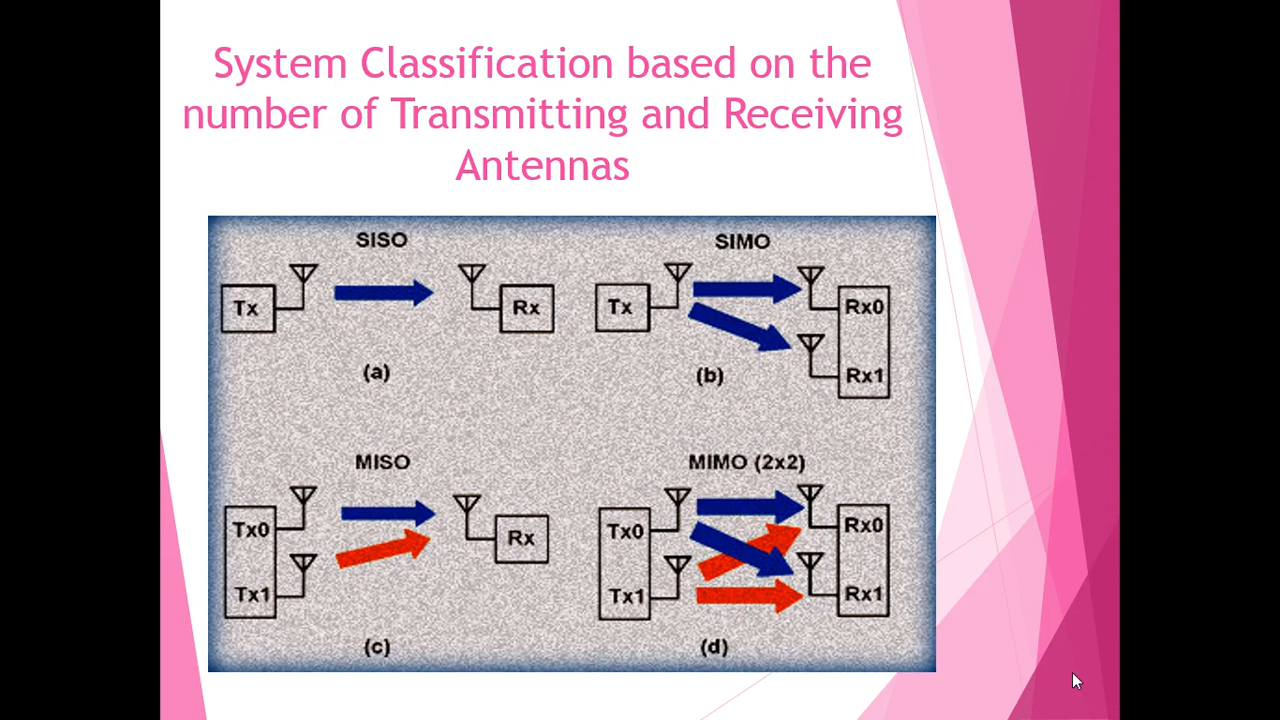 System Classification based on the
number of Transmitting and Receiving
Antennas
SISO
Tx
Rx
(a)
SIMO
Tx
Rx0
Rx1
(b)
MISO
Tx0
Tx1
Rx
(c)
MIMO (2x2)
Tx0
Tx1
Rx0
Rx1
(d)